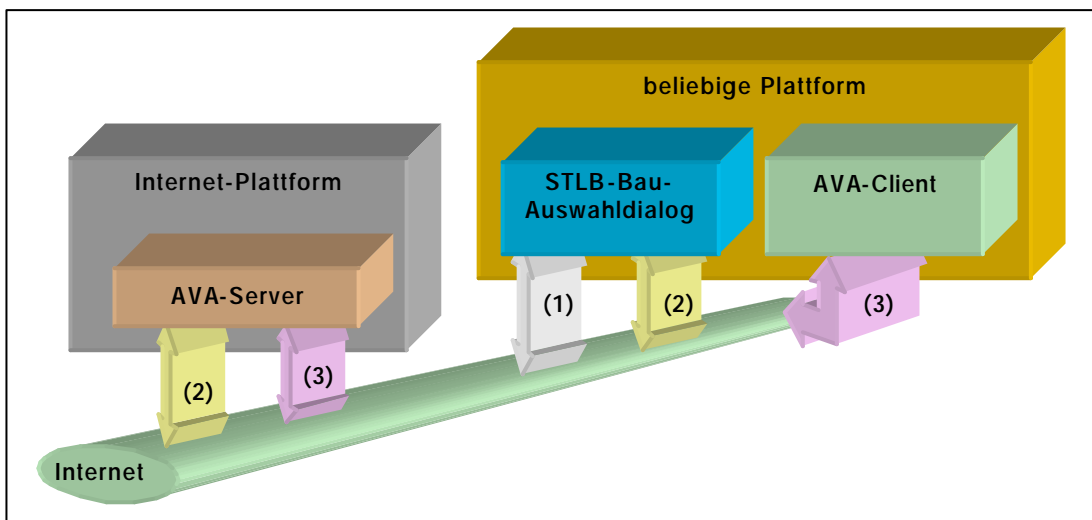 beliebige Plattform
Internet-Plattform
STLB-Bau-
Auswahldialog
AVA-Client
AVA-Server
(1)
(2)
(3)
(2)
(3)
Internet